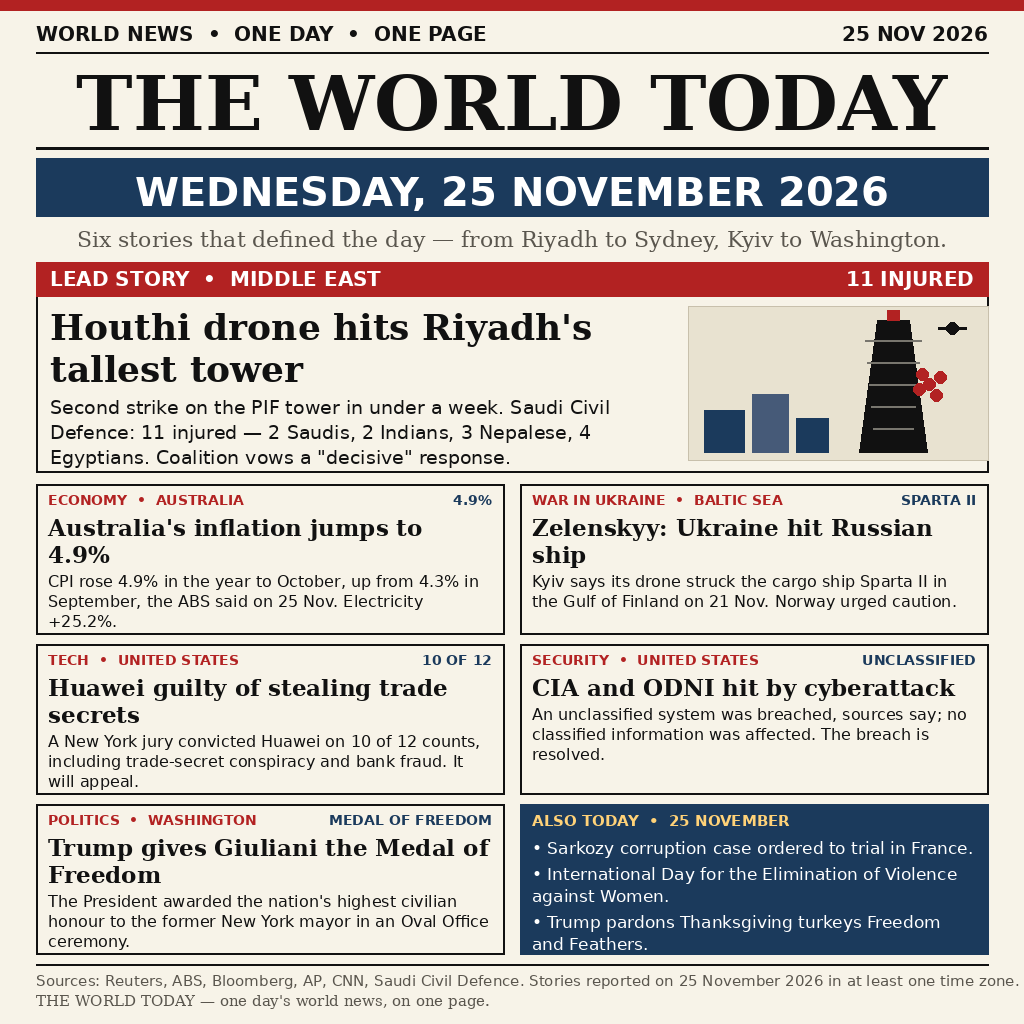 WORLD NEWS • ONE DAY • ONE PAGE
25 NOV 2026
THE WORLD TODAY
WEDNESDAY, 25 NOVEMBER 2026
Six stories that defined the day — from Riyadh to Sydney, Kyiv to Washington.
LEAD STORY • MIDDLE EAST
11 INJURED
Houthi drone hits Riyadh's
tallest tower
Second strike on the PIF tower in under a week. Saudi Civil
Defence: 11 injured — 2 Saudis, 2 Indians, 3 Nepalese, 4
Egyptians. Coalition vows a "decisive" response.
ECONOMY • AUSTRALIA
4.9%
Australia's inflation jumps to
4.9%
CPI rose 4.9% in the year to October, up from 4.3% in
September, the ABS said on 25 Nov. Electricity
+25.2%.
WAR IN UKRAINE • BALTIC SEA
SPARTA II
Zelenskyy: Ukraine hit Russian
ship
Kyiv says its drone struck the cargo ship Sparta II in
the Gulf of Finland on 21 Nov. Norway urged caution.
TECH • UNITED STATES
10 OF 12
Huawei guilty of stealing trade
secrets
A New York jury convicted Huawei on 10 of 12 counts,
including trade-secret conspiracy and bank fraud. It
will appeal.
SECURITY • UNITED STATES
UNCLASSIFIED
CIA and ODNI hit by cyberattack
An unclassified system was breached, sources say; no
classified information was affected. The breach is
resolved.
POLITICS • WASHINGTON
MEDAL OF FREEDOM
Trump gives Giuliani the Medal of
Freedom
The President awarded the nation's highest civilian
honour to the former New York mayor in an Oval Office
ceremony.
ALSO TODAY • 25 NOVEMBER
• Sarkozy corruption case ordered to trial in France.
• International Day for the Elimination of Violence
against Women.
• Trump pardons Thanksgiving turkeys Freedom
and Feathers.
Sources: Reuters, ABS, Bloomberg, AP, CNN, Saudi Civil Defence. Stories reported on 25 November 2026 in at least one time zone.
THE WORLD TODAY — one day's world news, on one page.